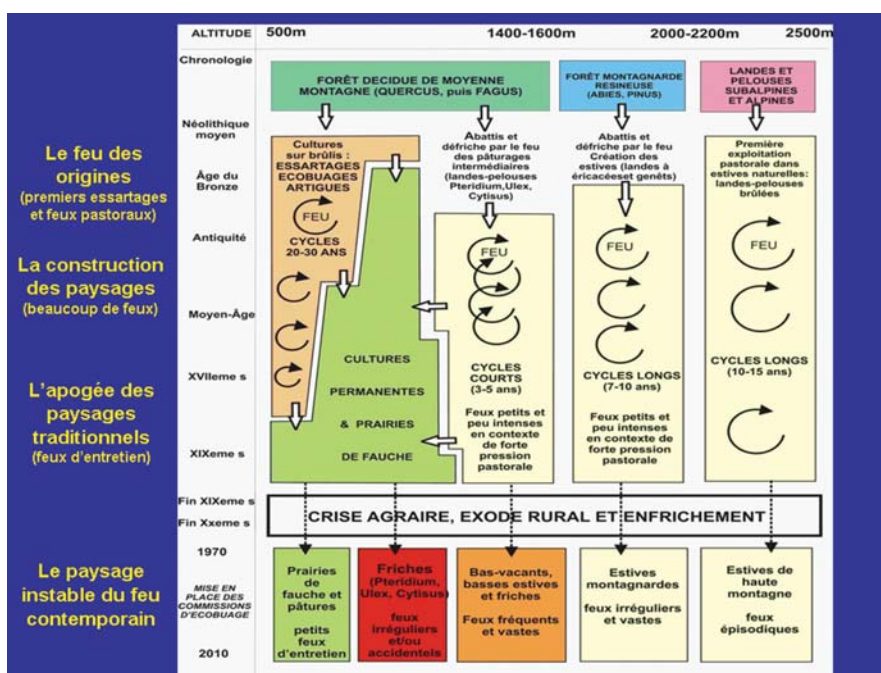 ALTITUDE 500m 1400-1600m 2000-2200m 2500m
Chronologie
FORÊT DECIDUE DE MOYENNE
MONTAGNE (QUERCUS, puis FAGUS)
FORÊT MONTAGNARDE
RESINEUSE
(ABIES, PINUS)
LANDES ET
PELOUSES
SUBALPINES
ET ALPINES
Le feu des
origines
(premiers essartages
et feux pastoraux)
La construction
des paysages
(beaucoup de feux)
L'apogée des
paysages
traditionnels
(feux d'entretien)
Le paysage
instable du feu
contemporain
Néolithique
moyen
Âge du
Bronze
Antiquité
Moyen-Âge
XVIIeme s
XIXeme s
Fin XIXeme s
Fin Xxeme s
1970
MISE EN
PLACE DES
COMMISSIONS
D'ECOBUAGE
2010
Cultures
sur brûlis :
ESSARTAGES
ECOBUAGES
ARTIGUES
FEU
CYCLES
20-30 ANS
CULTURES
PERMANENTES
& PRAIRIES
DE FAUCHE
Abattis et
défriche par le feu
des pâturages
intermédiaires
(landes-pelouses
Pteridium,Ulex,
Cytisus)
FEU
CYCLES
COURTS
(3-5 ans)
Feux petits et
peu intenses
en contexte
de forte
pression
pastorale
Abattis et
défriche par le feu
Création des
estives (landes à
éricacéeset genêts)
FEU
CYCLES LONGS
(7-10 ans)
Feux petits et
peu intenses
en contexte de
forte pression
pastorale
Première
exploitation
pastorale dans
estives naturelles:
landes-pelouses
brûlées
FEU
CYCLES LONGS
(10-15 ans)
CRISE AGRAIRE, EXODE RURAL ET ENFRICHEMENT
Prairies
de
fauche et
pâtures
petits
feux
d'entretien
Friches
(Pteridium,
Ulex, Cytisus)
feux
irréguliers
et/ou
accidentels
Bas-vacants,
basses estives
et friches
Feux fréquents
et vastes
Estives
montagnardes
feux irréguliers
et vastes
Estives de
haute
montagne
feux
épisodiques